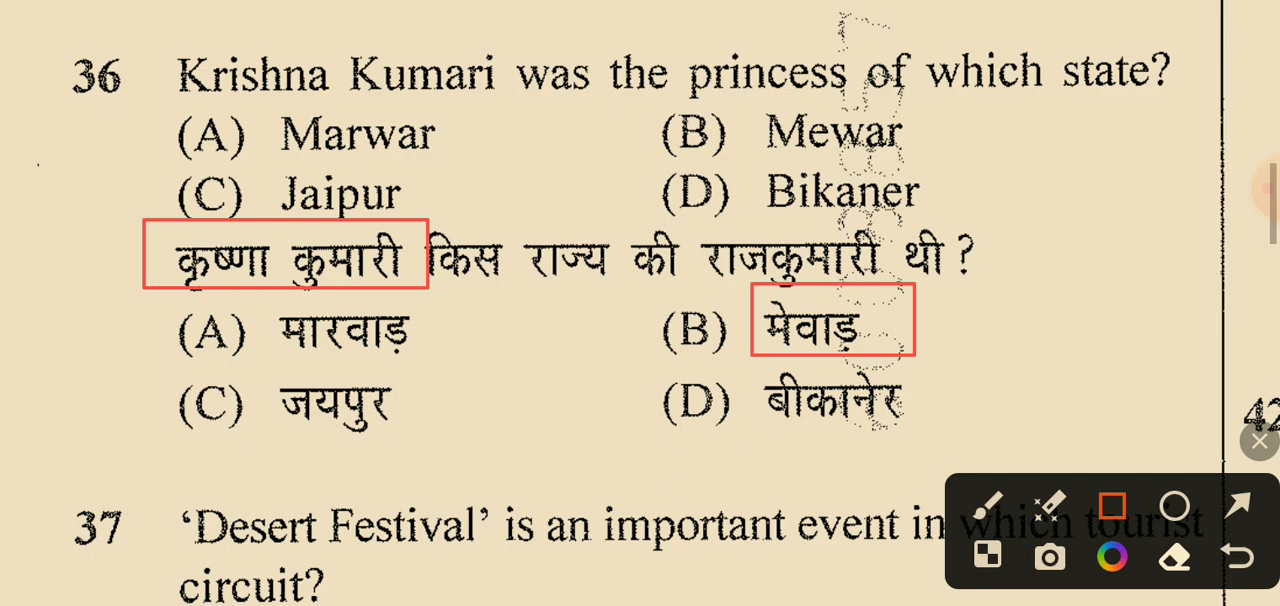 36 Krishna Kumari was the princess of which state?
(A) Marwar (B) Mewar
(C) Jaipur (D) Bikaner
कृष्णा कुमारी किस राज्य की राजकुमारी थी ?
(A) मारवाड़ (B) मेवाड़
(C) जयपुर (D) बीकानेर
42
37 ‘Desert Festival’ is an important event in which tourist
circuit?